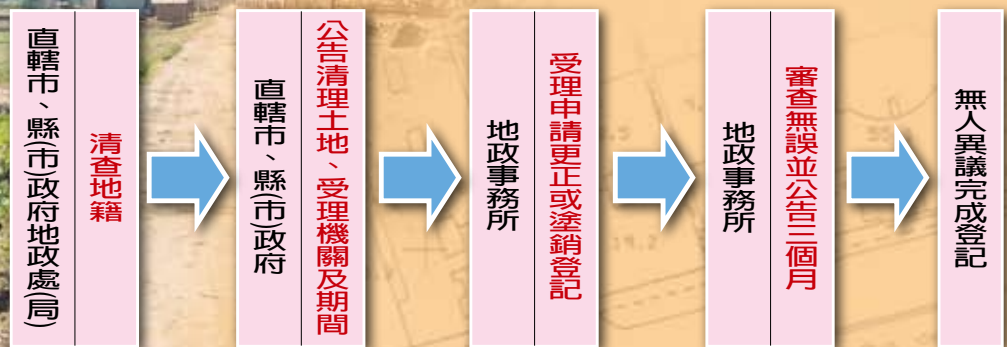 清查地籍
直轄市、縣(市)政府地政處(局)
公告清理土地、受理機關及期間
直轄市、縣(市)政府
受理申請更正或塗銷登記
地政事務所
審查無誤並公告三個月
地政事務所
無人異議完成登記